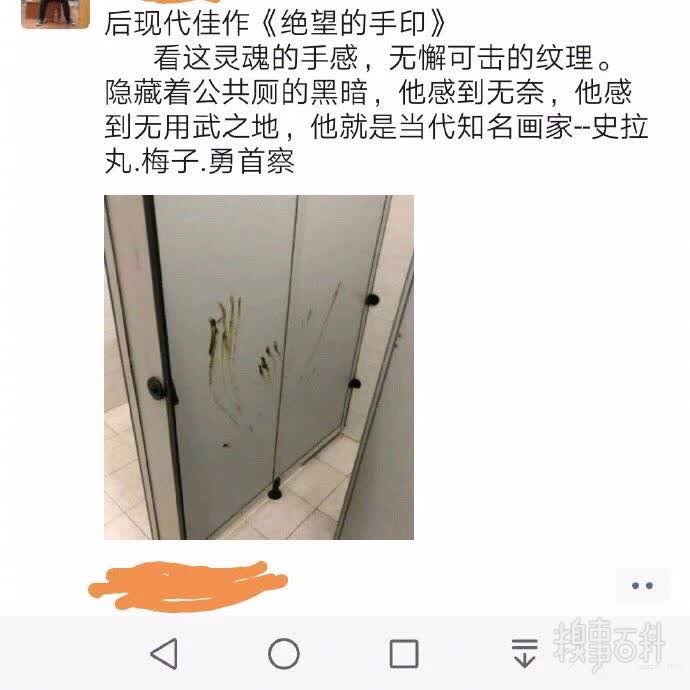 后现代佳作《绝望的手印》
看这灵魂的手感，无懈可击的纹理。
隐藏着公共厕的黑暗，他感到无奈，他感
到无用武之地，他就是当代知名画家--史拉
丸.梅子.勇首察
糗事百科